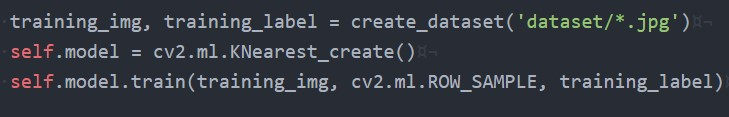 training_img, training_label = create_dataset('dataset/*.jpg')
self.model = cv2.ml.KNearest_create()
self.model.train(training_img, cv2.ml.ROW_SAMPLE, training_label)